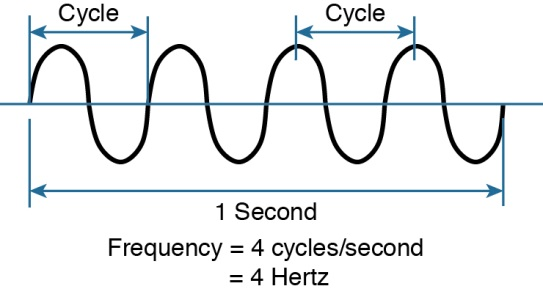 Cycle
Cycle
1 Second
Frequency = 4 cycles/second
= 4 Hertz